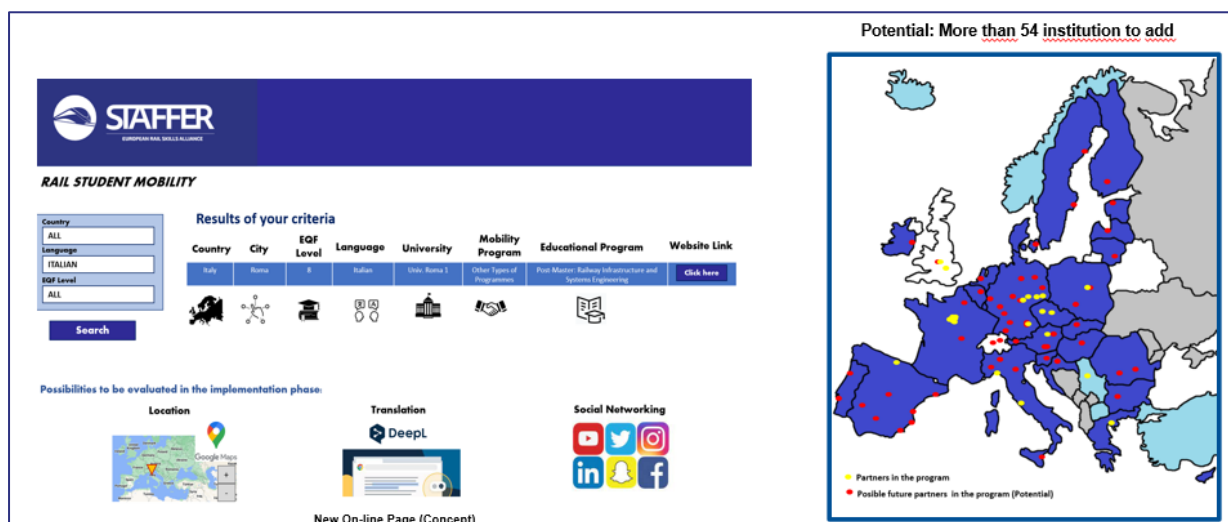 Potential: More than 54 institution to add
STAFFER
EUROPEAN RAIL SKILLS ALLIANCE
RAIL STUDENT MOBILITY
Country
ALL
Language
ITALIAN
EQF Level
ALL
Search
Results of your criteria
Country City EQF Level Language University Mobility Program Educational Program Website Link
Italy Roma 8 Italian Univ. Roma 1 Other Types of Programmes Post-Master: Railway Infrastructure and Systems Engineering Click here
Possibilities to be evaluated in the implementation phase:
Location Translation Social Networking
Google Maps
DeepL
in
New On-line Page (Concept)
Partners in the program
Posible future partners in the program (Potential)